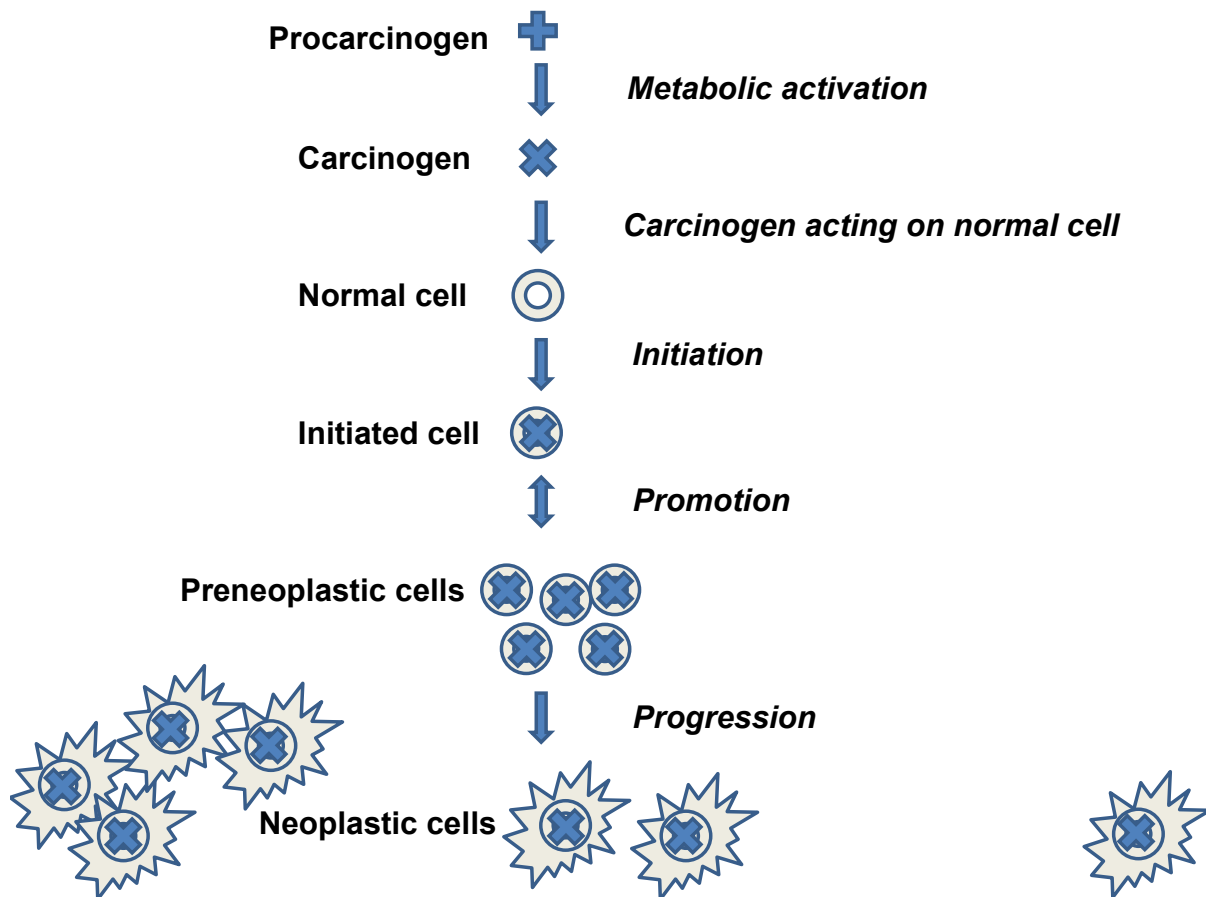 Procarcinogen
Metabolic activation
Carcinogen
Carcinogen acting on normal cell
Normal cell
Initiation
Initiated cell
Promotion
Preneoplastic cells
Progression
Neoplastic cells